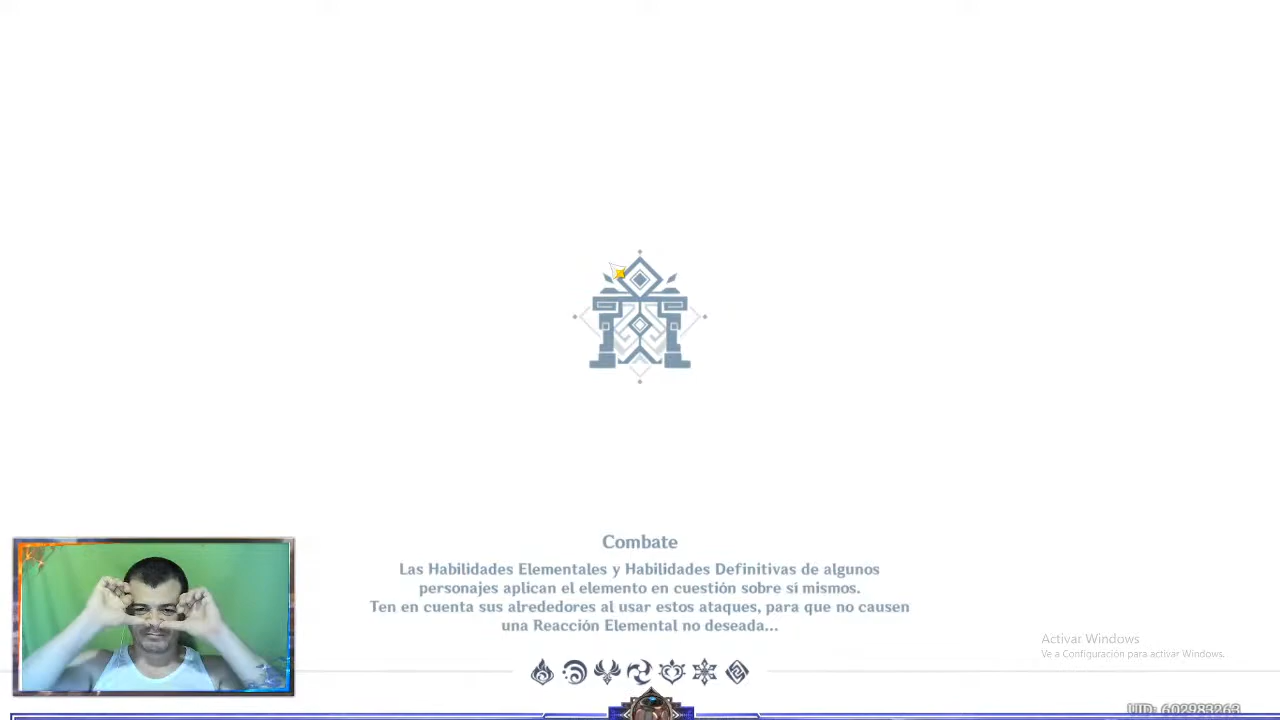 Combate
Las Habilidades Elementales y Habilidades Definitivas de algunos
personajes aplican el elemento en cuestión sobre sí mismos.
Ten en cuenta sus alrededores al usar estos ataques, para que no causen
una Reacción Elemental no deseada...
Activar Windows
Ve a Configuración para activar Windows.
UID: 602983263